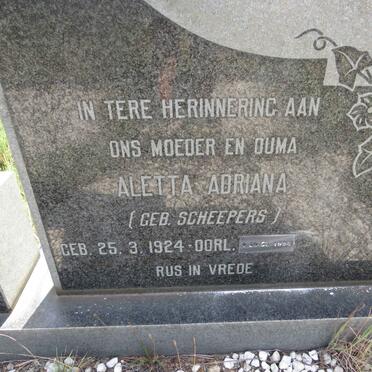 IN TERE HERINNERING AAN
ONS MOEDER EN OUMA
ALETTA ADRIANA
( GEB. SCHEEPERS )
GEB. 25. 3. 1924 - OORL.
RUS IN VREDE